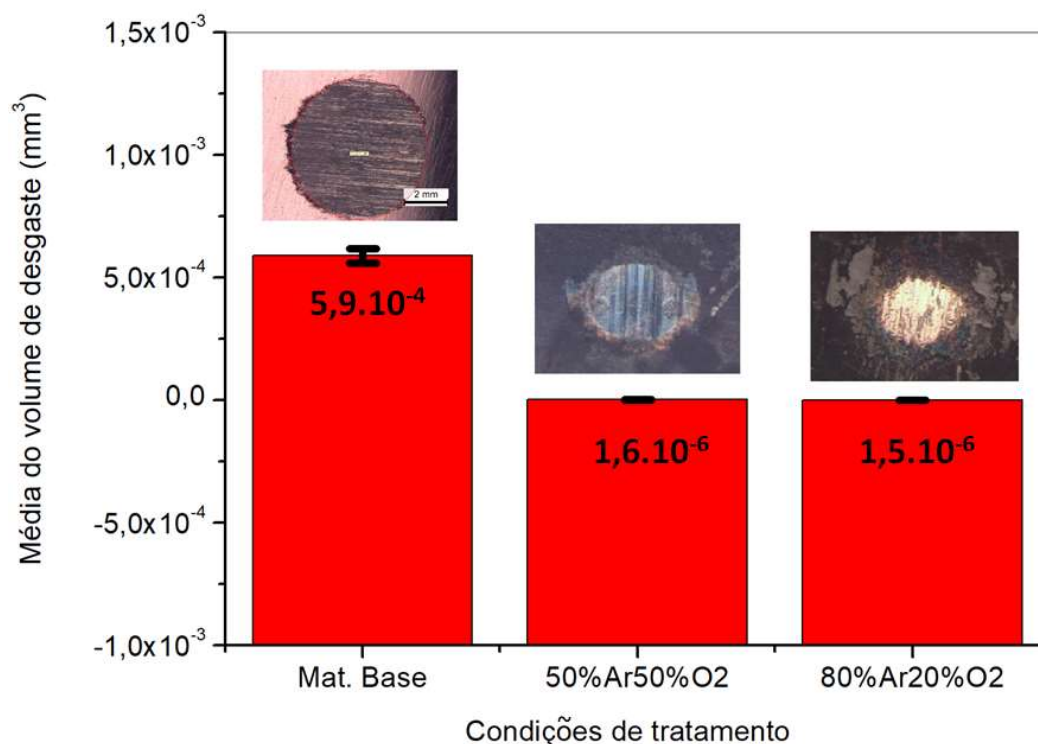 Média do volume de desgaste (mm³)
1,5x10⁻³
1,0x10⁻³
5,0x10⁻⁴
0,0
-5,0x10⁻⁴
-1,0x10⁻³
2 mm
5,9.10⁻⁴
1,6.10⁻⁶
1,5.10⁻⁶
Mat. Base
50%Ar50%O2
80%Ar20%O2
Condições de tratamento